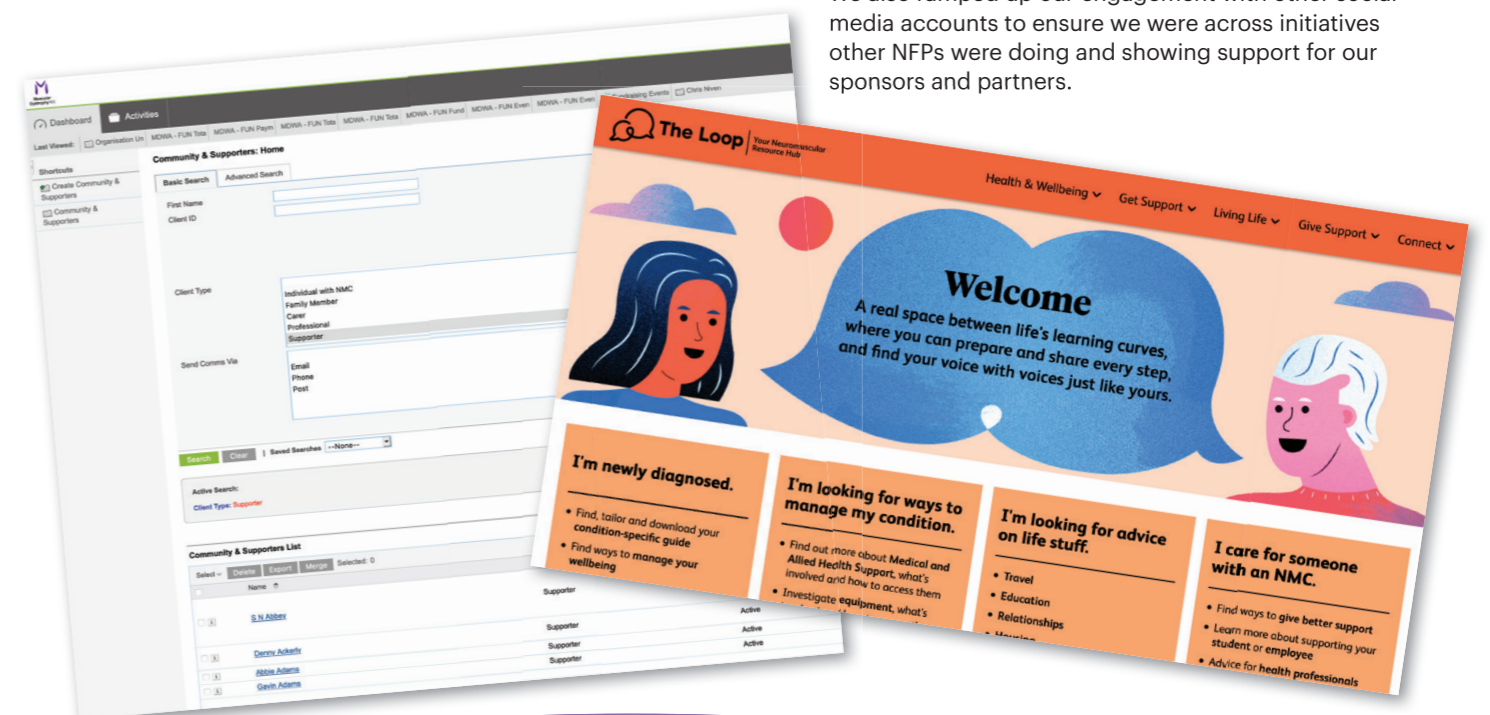 media accounts to ensure we were across initiatives
other NFPs were doing and showing support for our
sponsors and partners.
Dashboard
Activities
Last Viewed:
Organisation Un
MDWA - FUN Tota
MDWA - FUN Paym
MDWA - FUN Tota
MDWA - FUN Tota
MDWA - FUN Fund
MDWA - FUN Even
MDWA - FUN Even
Fundraising Events
Chris Niven
Shortcuts
Create Community &
Supporters
Community &
Supporters
Community & Supporters: Home
Basic Search
Advanced Search
First Name
Client ID
Client Type
Individual with NMC
Family Member
Carer
Professional
Supporter
Send Comms Via
Email
Phone
Post
Search
Clear
| Saved Searches
--None--
Active Search:
Client Type: Supporter
Community & Supporters List
Select
Delete
Export
Merge
Selected: 0
Name
S N Abbey
Supporter
Denny Ackerly
Supporter
Active
Abbie Adams
Supporter
Active
Gavin Adams
Supporter
Active
The Loop
Your Neuromuscular
Resource Hub
Health & Wellbeing
Get Support
Living Life
Give Support
Connect
Welcome
A real space between life's learning curves,
where you can prepare and share every step,
and find your voice with voices just like yours.
I'm newly diagnosed.
• Find, tailor and download your
condition-specific guide
• Find ways to manage your
wellbeing
I'm looking for ways to
manage my condition.
• Find out more about Medical and
Allied Health Support, what's
involved and how to access them
• Investigate equipment, what's
I'm looking for advice
on life stuff.
• Travel
• Education
• Relationships
• Housing
I care for someone
with an NMC.
• Find ways to give better support
• Learn more about supporting your
student or employee
• Advice for health professionals